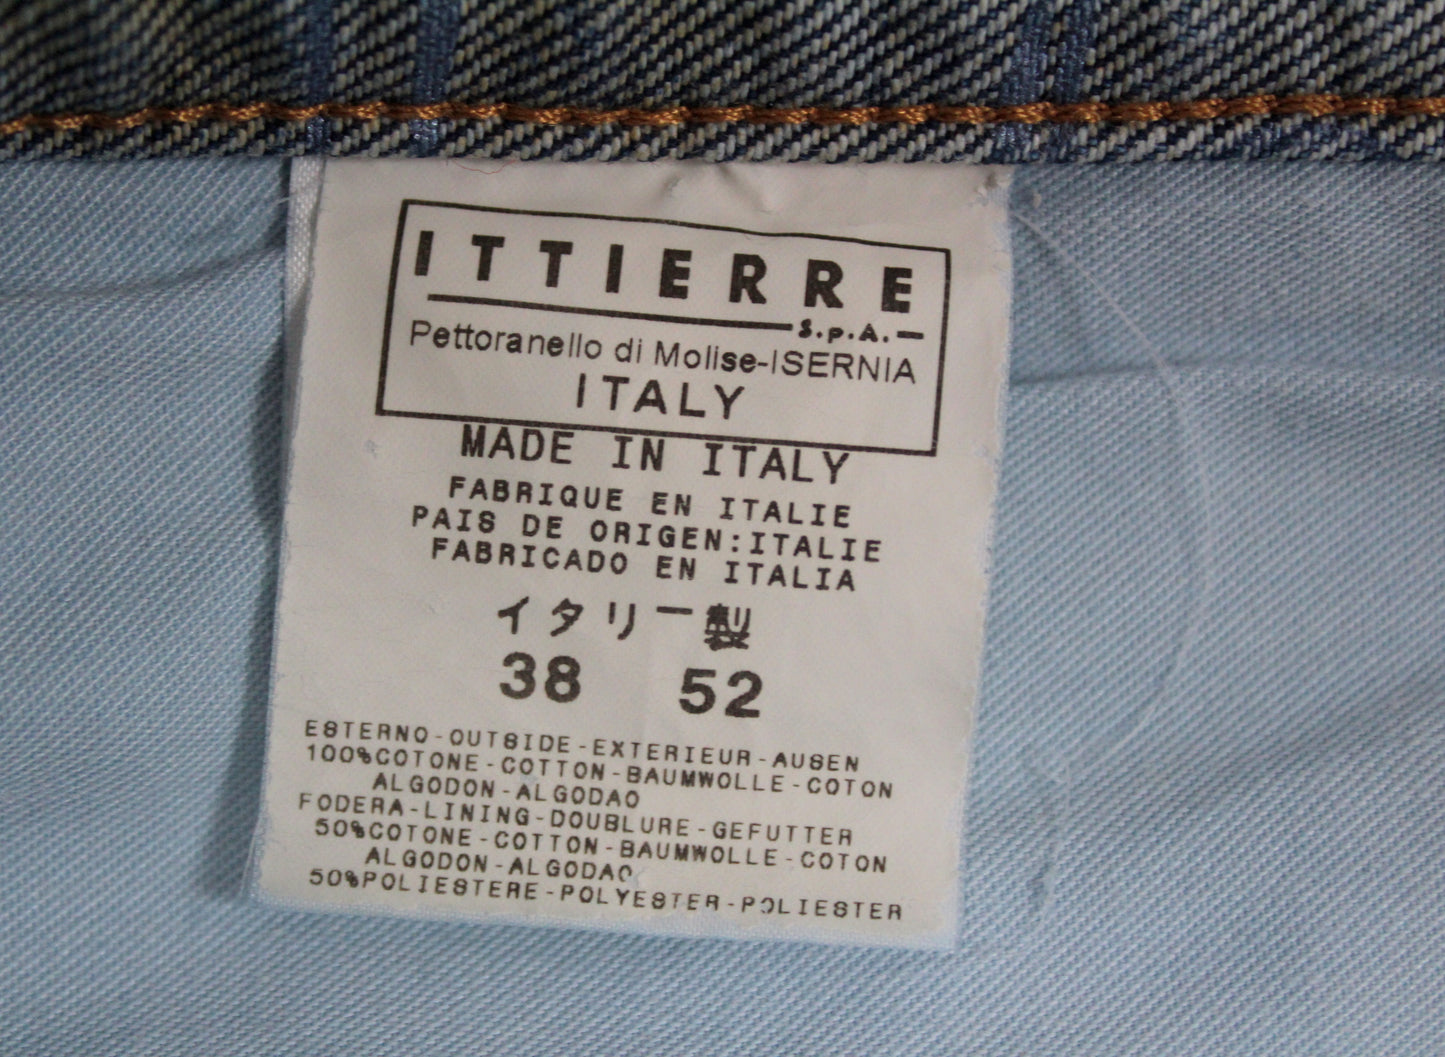 ITTIERRE
S.p.A.
Pettoranello di Molise-ISERNIA
ITALY
MADE IN ITALY
FABRIQUE EN ITALIE
PAIS DE ORIGEN:ITALIE
FABRICADO EN ITALIA
イタリー製
38 52
ESTERNO-OUTSIDE-EXTERIEUR-AUSEN
100%COTONE-COTTON-BAUMWOLLE-COTON
ALGODON-ALGODAO
FODERA-LINING-DOUBLURE-GEFUTTER
50%COTONE-COTTON-BAUMWOLLE-COTON
ALGODON-ALGODAO
50%POLIESTERE-POLYESTER-POLIESTER